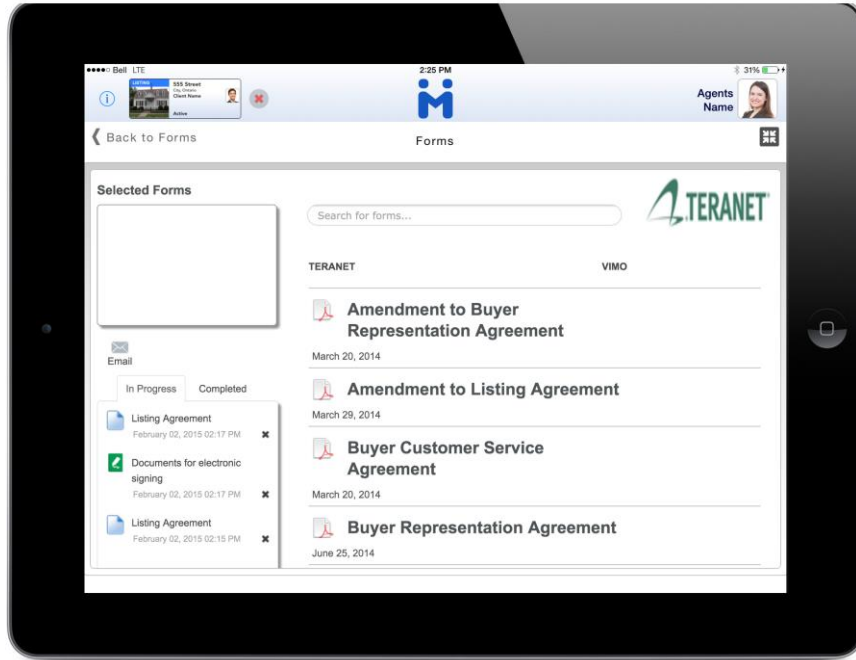 Bell LTE
2:25 PM
31%
LISTING
555 Street
City, Ontario
Client Name
Active
Agents
Name
Back to Forms
Forms
Selected Forms
Search for forms...
TERANET
TERANET
VIMO
Amendment to Buyer
Representation Agreement
March 20, 2014
Email
In Progress
Completed
Amendment to Listing Agreement
March 29, 2014
Listing Agreement
February 02, 2015 02:17 PM
Documents for electronic
signing
February 02, 2015 02:17 PM
Listing Agreement
February 02, 2015 02:15 PM
Buyer Customer Service
Agreement
March 20, 2014
Buyer Representation Agreement
June 25, 2014